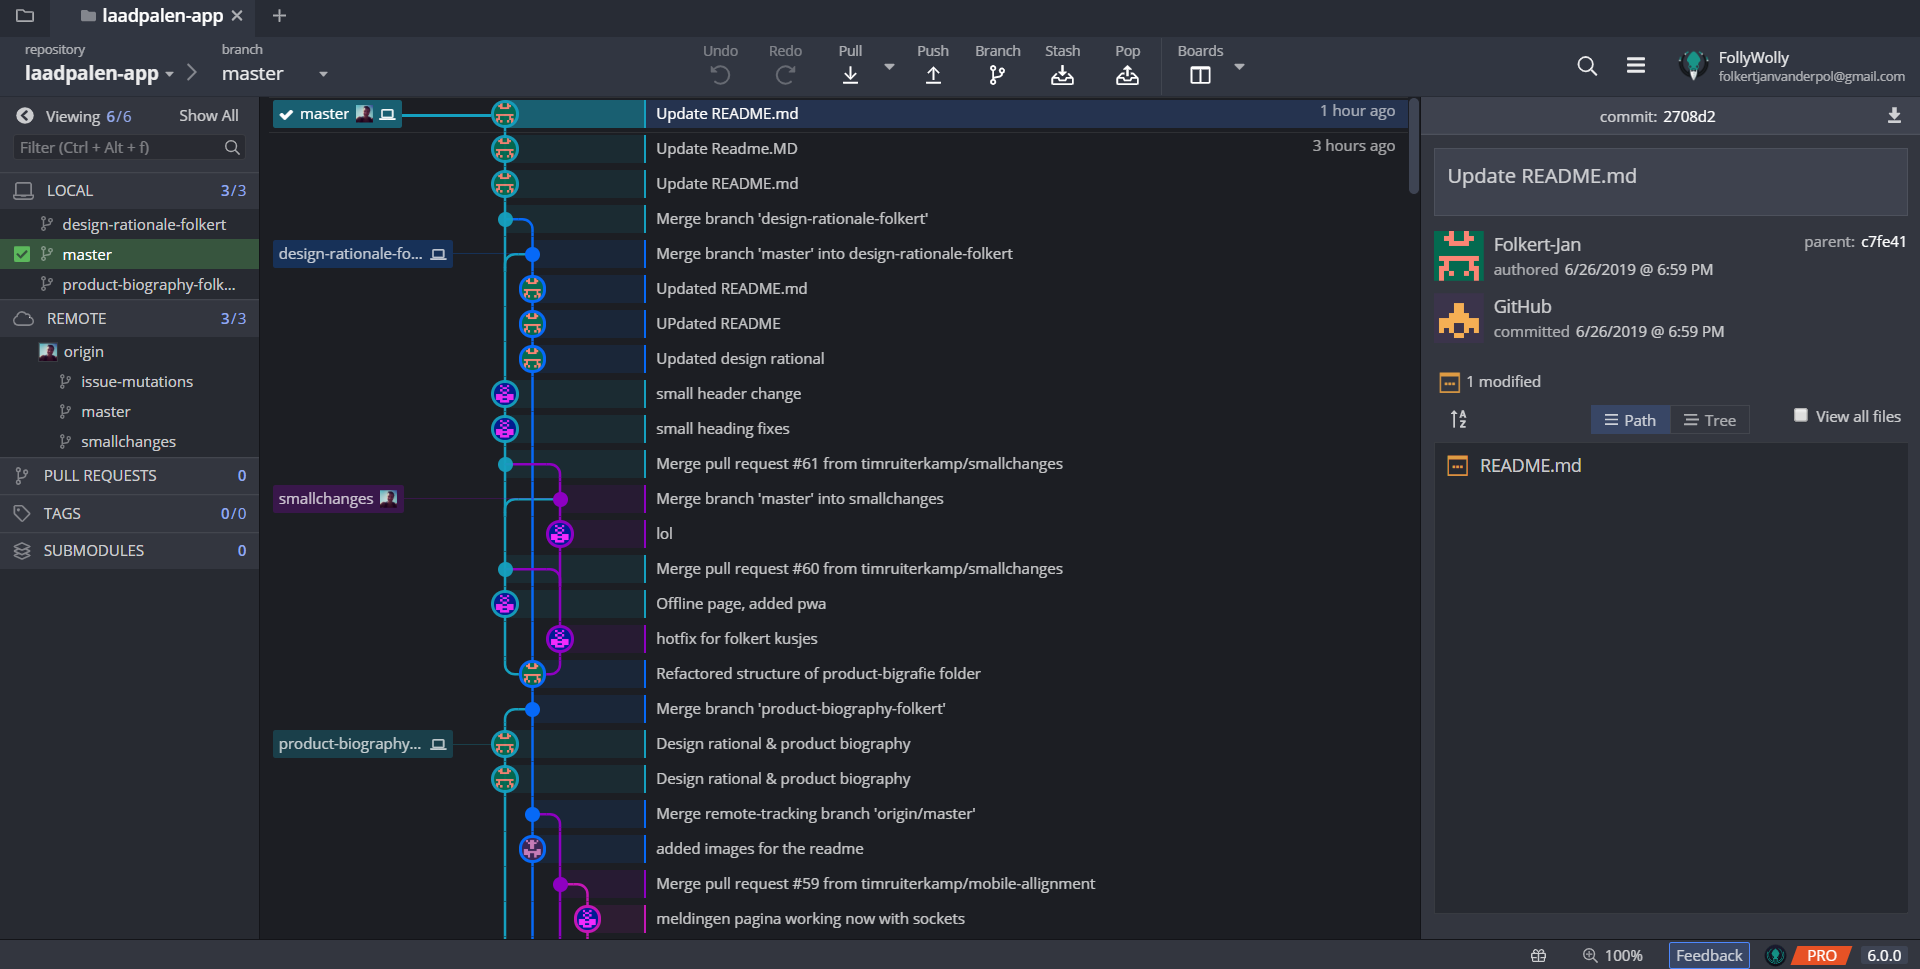 laadpalen-app
repository
laadpalen-app
branch
master
Undo
Redo
Pull
Push
Branch
Stash
Pop
Boards
FollyWolly
folkertjanvanderpol@gmail.com
Viewing 6/6
Show All
Filter (Ctrl + Alt + f)
LOCAL 3/3
design-rationale-folkert
master
product-biography-folk...
REMOTE 3/3
origin
issue-mutations
master
smallchanges
PULL REQUESTS 0
TAGS 0/0
SUBMODULES 0
master
Update README.md 1 hour ago
Update Readme.MD 3 hours ago
Update README.md
Merge branch 'design-rationale-folkert'
design-rationale-fo...
Merge branch 'master' into design-rationale-folkert
Updated README.md
UPdated README
Updated design rational
small header change
small heading fixes
Merge pull request #61 from timruiterkamp/smallchanges
smallchanges
Merge branch 'master' into smallchanges
lol
Merge pull request #60 from timruiterkamp/smallchanges
Offline page, added pwa
hotfix for folkert kusjes
Refactored structure of product-bigrafie folder
Merge branch 'product-biography-folkert'
product-biography...
Design rational & product biography
Design rational & product biography
Merge remote-tracking branch 'origin/master'
added images for the readme
Merge pull request #59 from timruiterkamp/mobile-allignment
meldingen pagina working now with sockets
commit: 2708d2
Update README.md
Folkert-Jan
authored 6/26/2019 @ 6:59 PM
parent: c7fe41
GitHub
committed 6/26/2019 @ 6:59 PM
1 modified
A
Z
Path
Tree
View all files
README.md
100%
Feedback
PRO
6.0.0